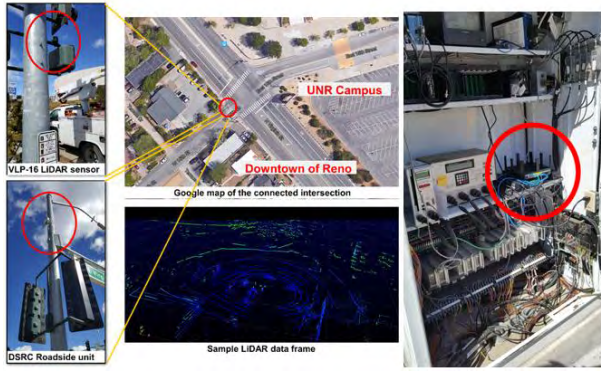 VLP-16 LiDAR sensor
UNR Campus
Downtown of Reno
Google map of the connected intersection
DSRC Roadside unit
Sample LiDAR data frame